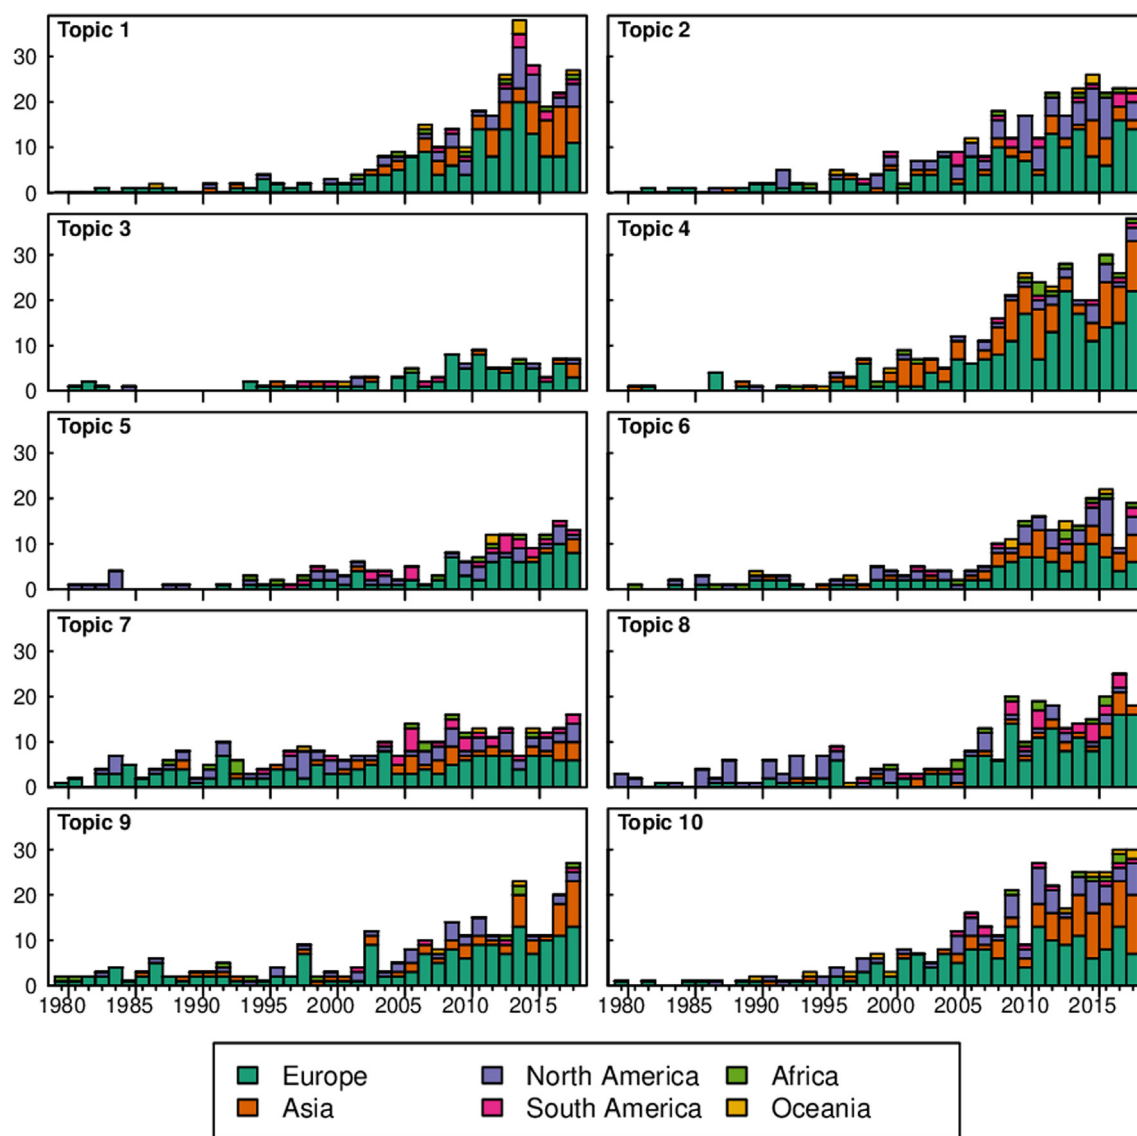 Topic 1 Topic 2
30
20
10
0
Topic 3 Topic 4
30
20
10
0
Topic 5 Topic 6
30
20
10
0
Topic 7 Topic 8
30
20
10
0
Topic 9 Topic 10
30
20
10
0
1980 1985 1990 1995 2000 2005 2010 2015 1980 1985 1990 1995 2000 2005 2010 2015
Europe North America Africa
Asia South America Oceania